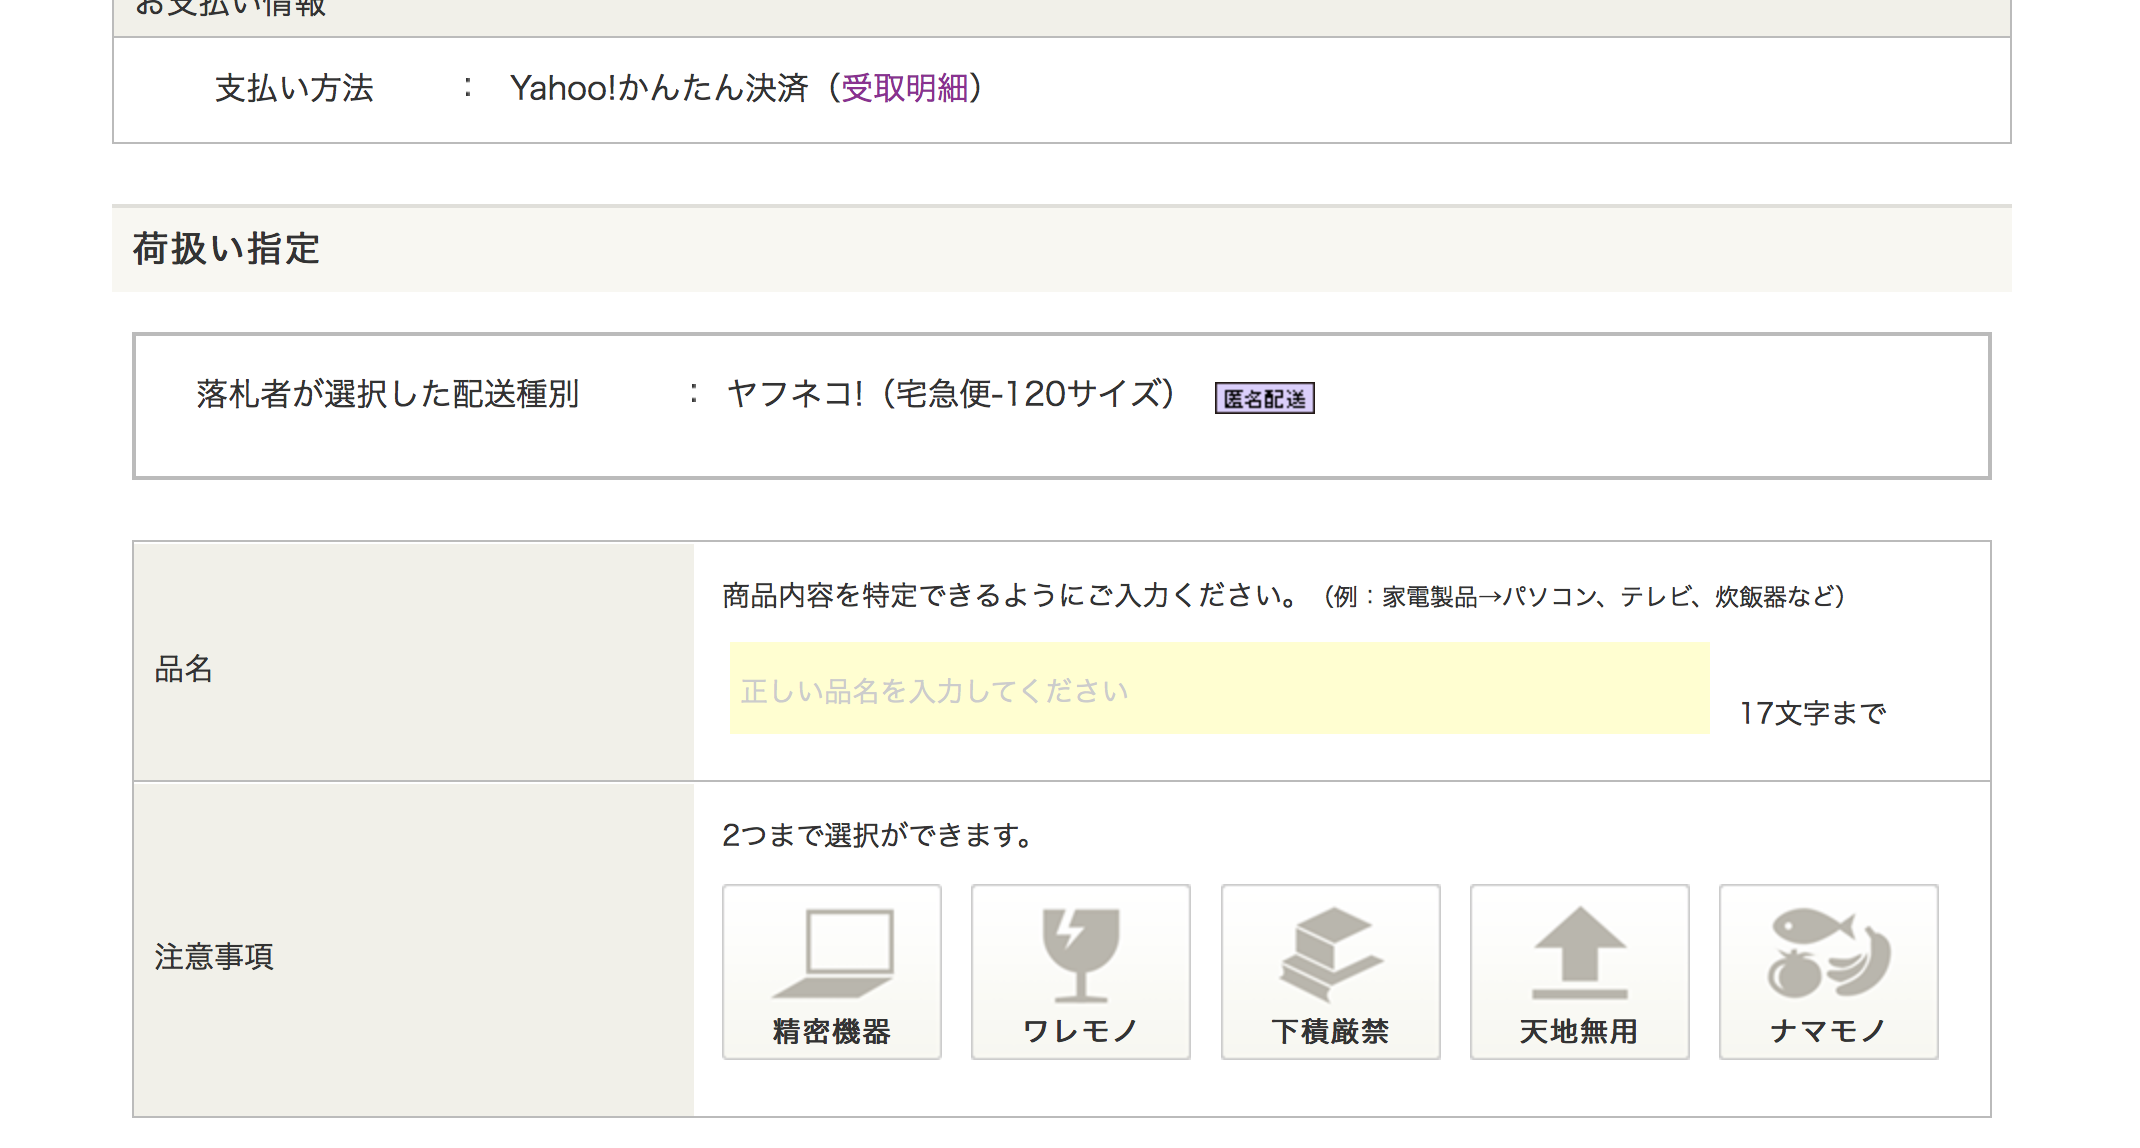 お支払い情報
支払い方法 : Yahoo!かんたん決済（受取明細）
荷扱い指定
落札者が選択した配送種別 : ヤフネコ!（宅急便-120サイズ） 匿名配送
商品内容を特定できるようにご入力ください。（例：家電製品→パソコン、テレビ、炊飯器など）
品名
正しい品名を入力してください
17文字まで
2つまで選択ができます。
注意事項
精密機器 ワレモノ 下積厳禁 天地無用 ナマモノ